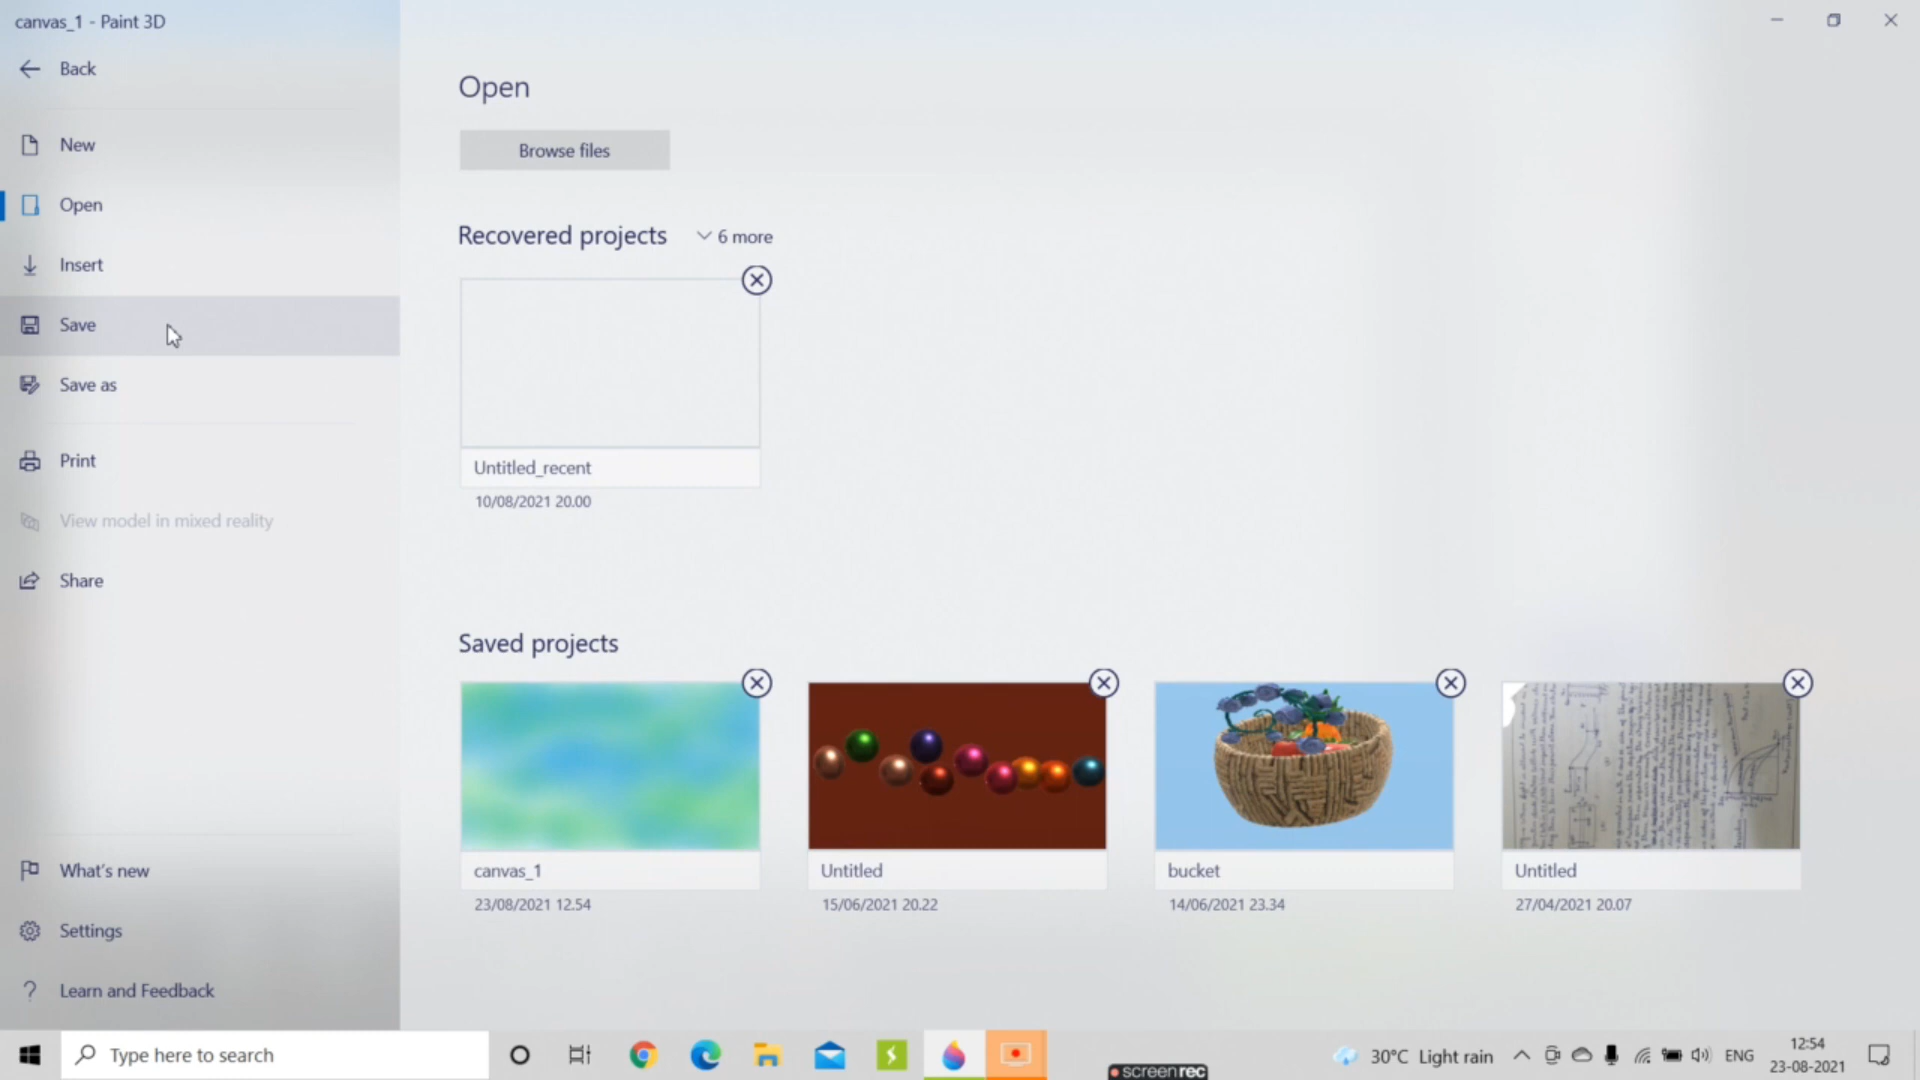 canvas_1 - Paint 3D
Back
New
Open
Insert
Save
Save as
Print
View model in mixed reality
Share
What's new
Settings
Learn and Feedback
Open
Browse files
Recovered projects
6 more
Untitled_recent
10/08/2021 20.00
Saved projects
canvas_1
23/08/2021 12.54
Untitled
15/06/2021 20.22
bucket
14/06/2021 23.34
Untitled
27/04/2021 20.07
Type here to search
screenrec
30°C Light rain
ENG
12:54
23-08-2021